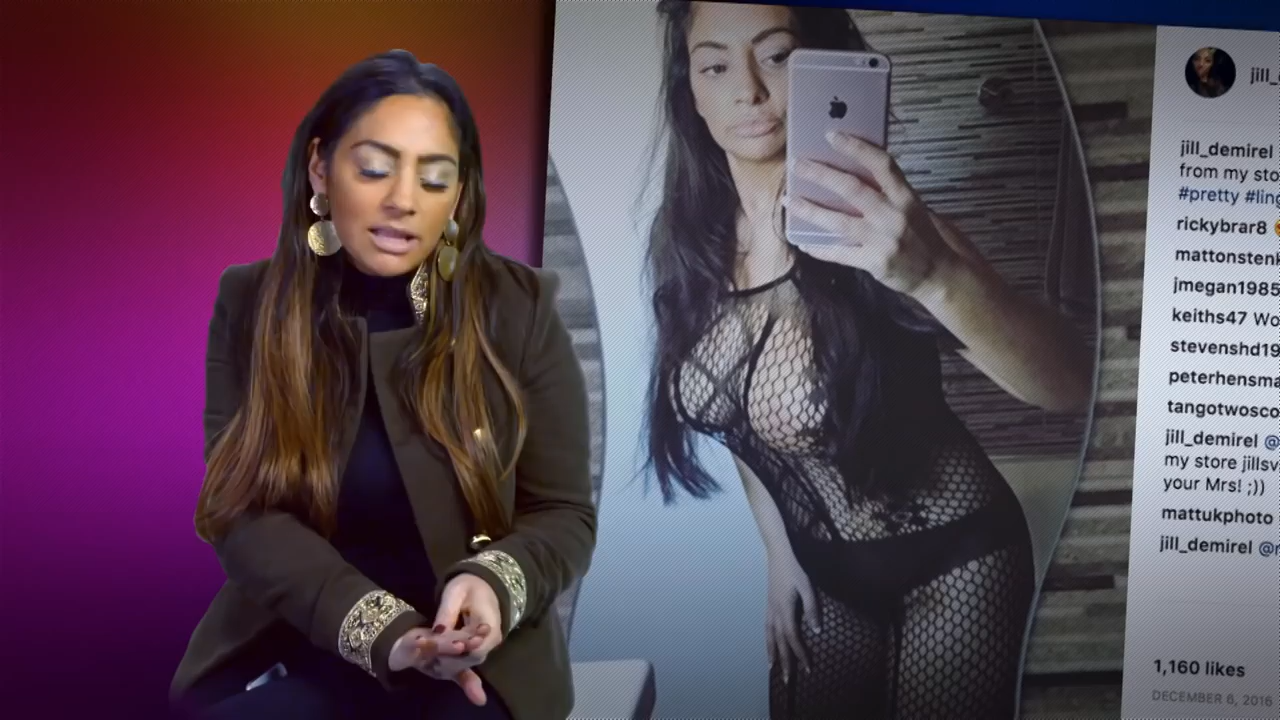 jill_
jill_demirel
from my sto
#pretty #ling
rickybrar8
mattonstenh
jmegan1985
keiths47 Wo
stevenshd19
peterhensma
tangotwosco
jill_demirel @
my store jillsv
your Mrs! ;))
mattukphoto
jill_demirel @r
1,160 likes
DECEMBER 6, 2016